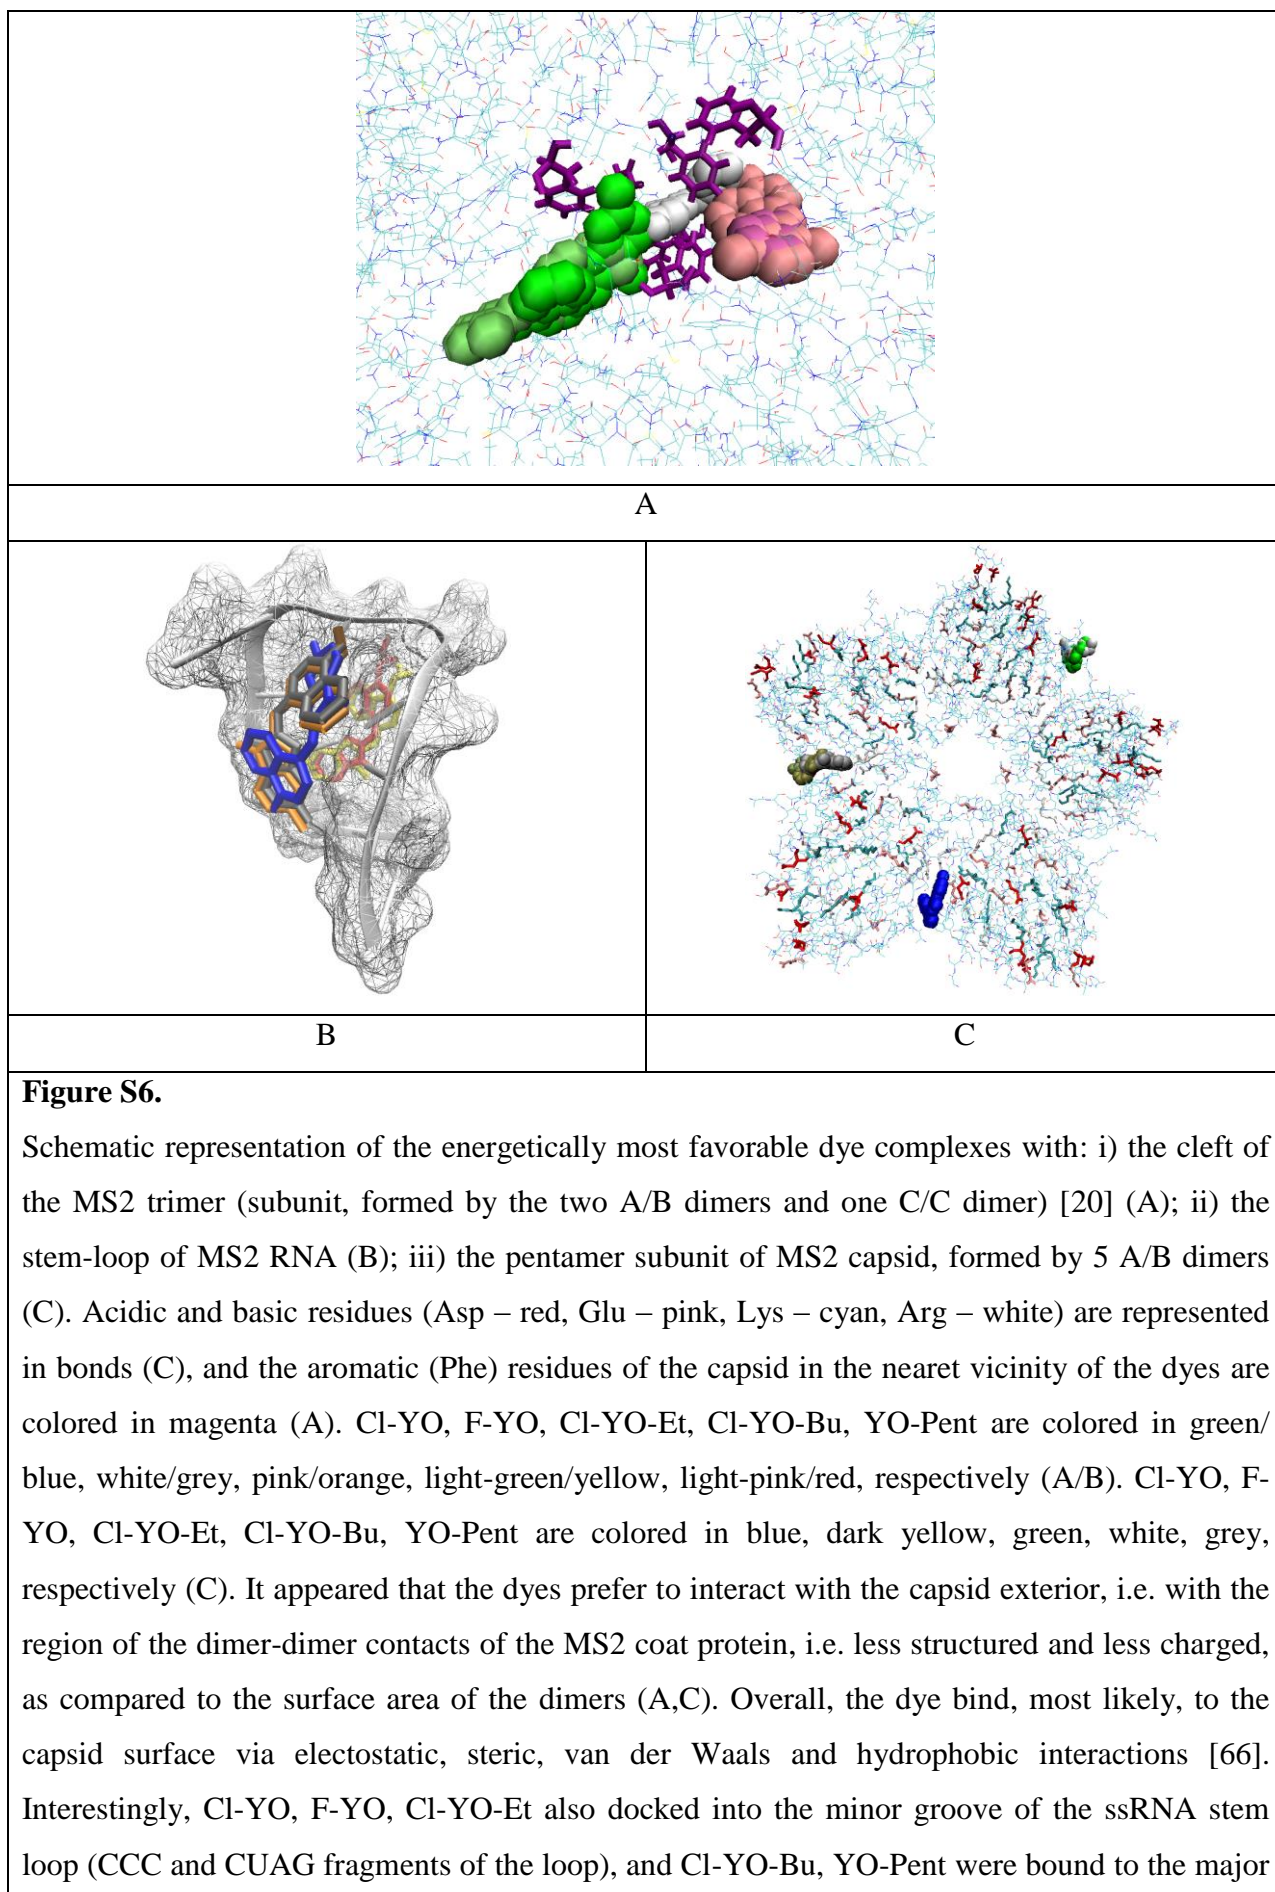 A
B
C
Figure S6.
Schematic representation of the energetically most favorable dye complexes with: i) the cleft of
the MS2 trimer (subunit, formed by the two A/B dimers and one C/C dimer) [20] (A); ii) the
stem-loop of MS2 RNA (B); iii) the pentamer subunit of MS2 capsid, formed by 5 A/B dimers
(C). Acidic and basic residues (Asp – red, Glu – pink, Lys – cyan, Arg – white) are represented
in bonds (C), and the aromatic (Phe) residues of the capsid in the nearet vicinity of the dyes are
colored in magenta (A). Cl-YO, F-YO, Cl-YO-Et, Cl-YO-Bu, YO-Pent are colored in green/
blue, white/grey, pink/orange, light-green/yellow, light-pink/red, respectively (A/B). Cl-YO, F-
YO, Cl-YO-Et, Cl-YO-Bu, YO-Pent are colored in blue, dark yellow, green, white, grey,
respectively (C). It appeared that the dyes prefer to interact with the capsid exterior, i.e. with the
region of the dimer-dimer contacts of the MS2 coat protein, i.e. less structured and less charged,
as compared to the surface area of the dimers (A,C). Overall, the dye bind, most likely, to the
capsid surface via electostatic, steric, van der Waals and hydrophobic interactions [66].
Interestingly, Cl-YO, F-YO, Cl-YO-Et also docked into the minor groove of the ssRNA stem
loop (CCC and CUAG fragments of the loop), and Cl-YO-Bu, YO-Pent were bound to the major